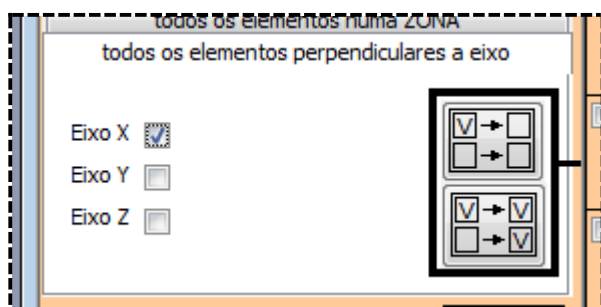 todos os elementos numa ZONA
todos os elementos perpendiculares a eixo
Eixo X
Eixo Y
Eixo Z
V
V V
V